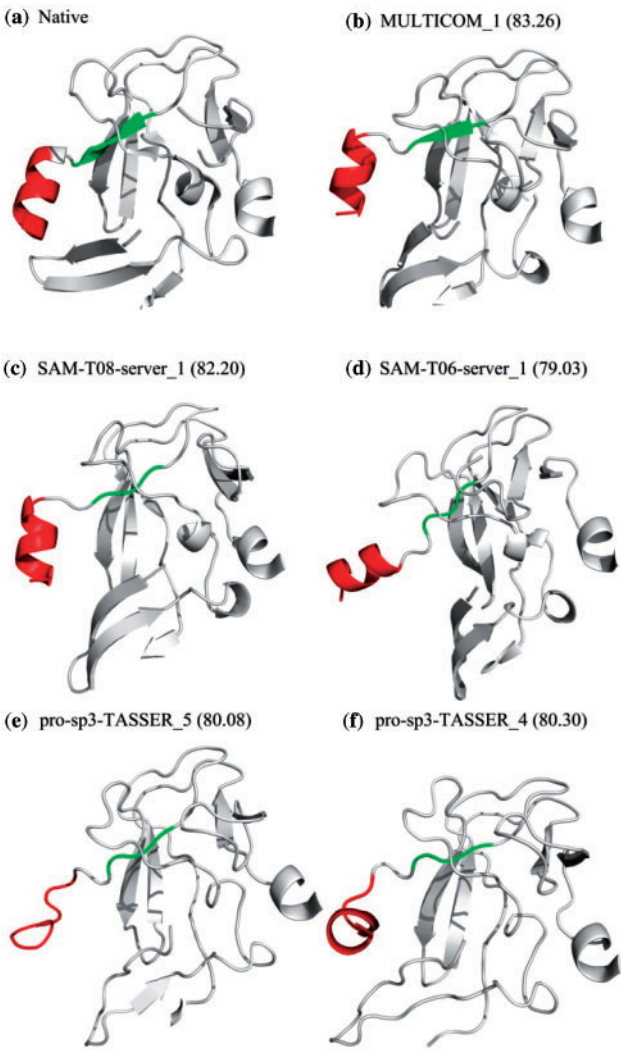 (a) Native
(b) MULTICOM_1 (83.26)
(c) SAM-T08-server_1 (82.20)
(d) SAM-T06-server_1 (79.03)
(e) pro-sp3-TASSER_5 (80.08)
(f) pro-sp3-TASSER_4 (80.30)